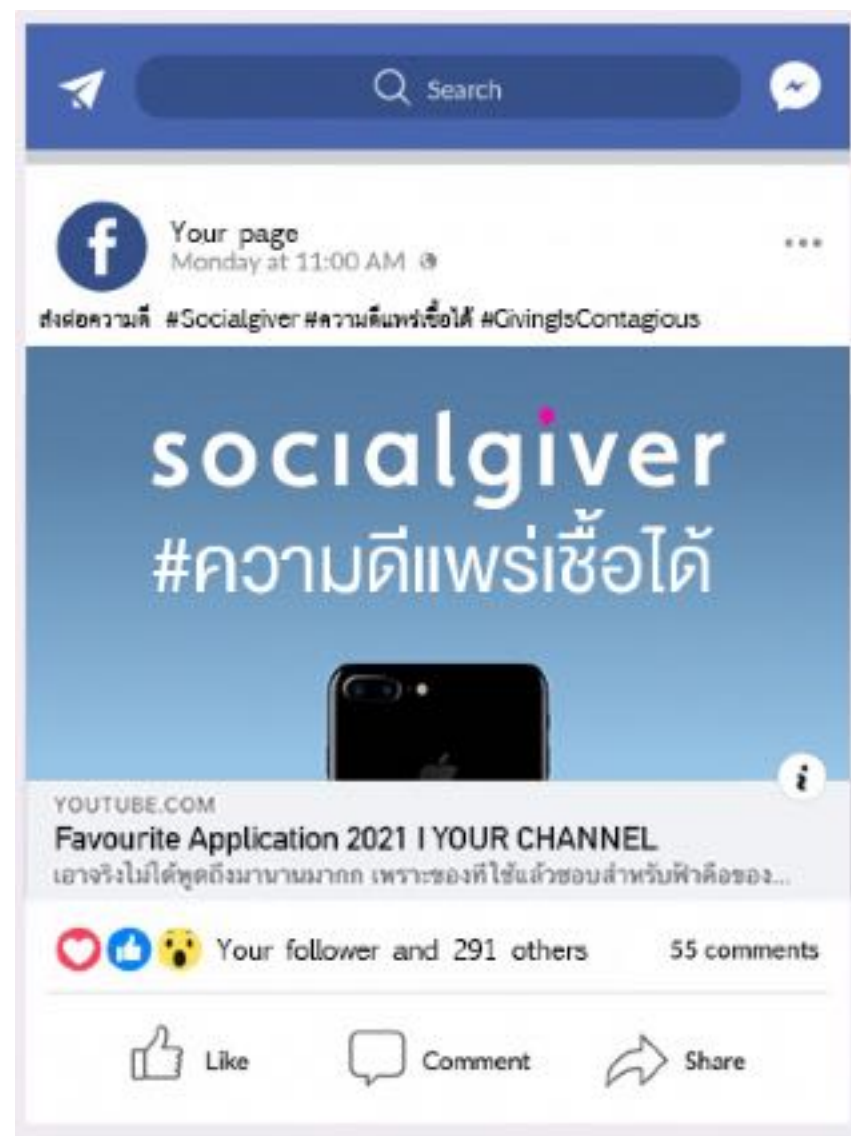 Search
Your page
Monday at 11:00 AM
ส่งต่อความดี #Socialgiver #ความดีแพร่เชื้อได้ #GivingIsContagious
socialgiver
#ความดีแพร่เชื้อได้
YOUTUBE.COM
Favourite Application 2021 I YOUR CHANNEL
เอาจริงไม่ได้พูดถึงมานานมากก เพราะของที่ใช้แล้วชอบสำหรับฟ้าคือของ...
Your follower and 291 others 55 comments
Like Comment Share